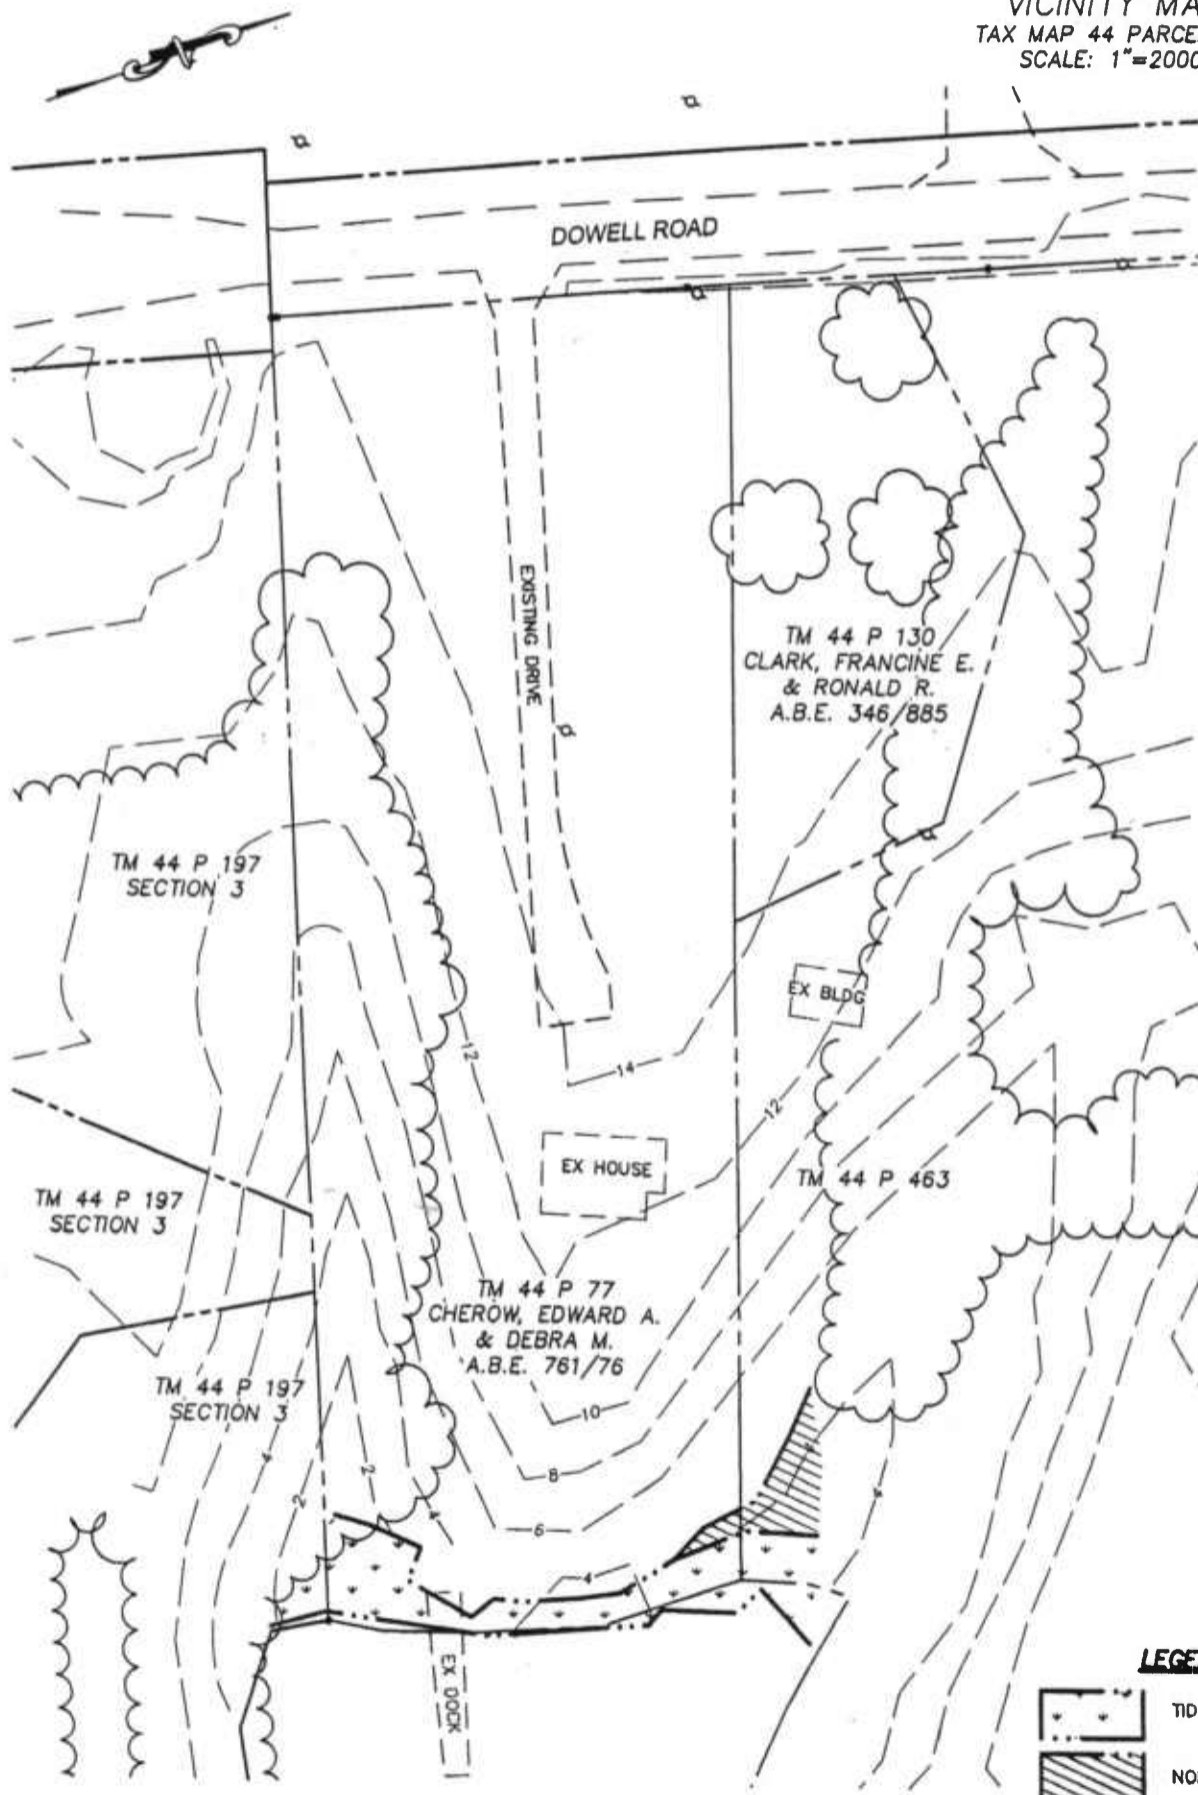 VICINITY MA
TAX MAP 44 PARCE
SCALE: 1"=2000
DOWELL ROAD
EXISTING DRIVE
TM 44 P 130
CLARK, FRANCINE E.
& RONALD R.
A.B.E. 346/885
TM 44 P 197
SECTION 3
EX BLDG
12
14
12
EX HOUSE
TM 44 P 463
TM 44 P 197
SECTION 3
TM 44 P 77
CHEROW, EDWARD A.
& DEBRA M.
A.B.E. 761/76
TM 44 P 197
SECTION 3
10
8
6
4
2
2
4
4
EX DOCK
LEGE
TID
NO